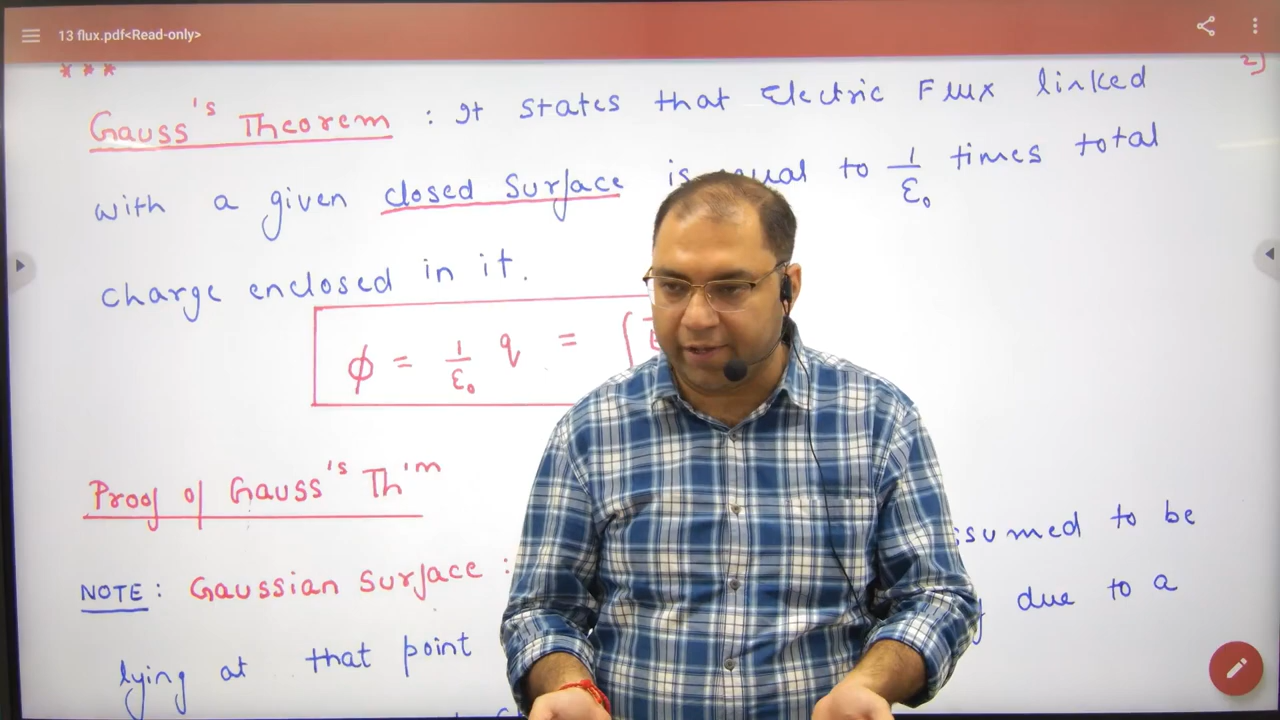 13 flux.pdf<Read-only>
***
2)
Gauss's Theorem : It states that Electric Flux linked
with a given closed surface is equal to 1/ε₀ times total
charge enclosed in it.
ϕ = 1/ε₀ q = ∫
Proof of Gauss's Th'm
NOTE : Gaussian Surface : sumed to be
lying at that point due to a